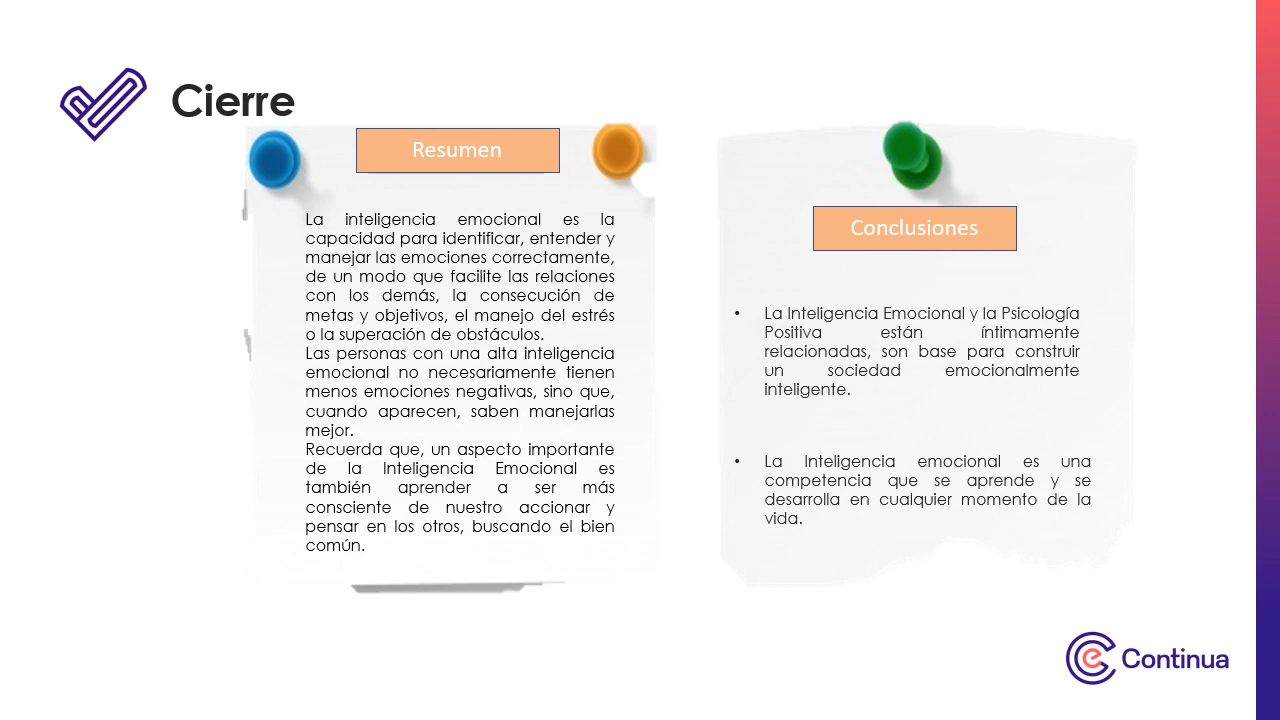 Cierre
Resumen
La inteligencia emocional es la
capacidad para identificar, entender y
manejar las emociones correctamente,
de un modo que facilite las relaciones
con los demás, la consecución de
metas y objetivos, el manejo del estrés
o la superación de obstáculos.
Las personas con una alta inteligencia
emocional no necesariamente tienen
menos emociones negativas, sino que,
cuando aparecen, saben manejarlas
mejor.
Recuerda que, un aspecto importante
de la Inteligencia Emocional es
también aprender a ser más
consciente de nuestro accionar y
pensar en los otros, buscando el bien
común.
Conclusiones
• La Inteligencia Emocional y la Psicología
Positiva están íntimamente
relacionadas, son base para construir
un sociedad emocionalmente
inteligente.
• La Inteligencia emocional es una
competencia que se aprende y se
desarrolla en cualquier momento de la
vida.
e Continua